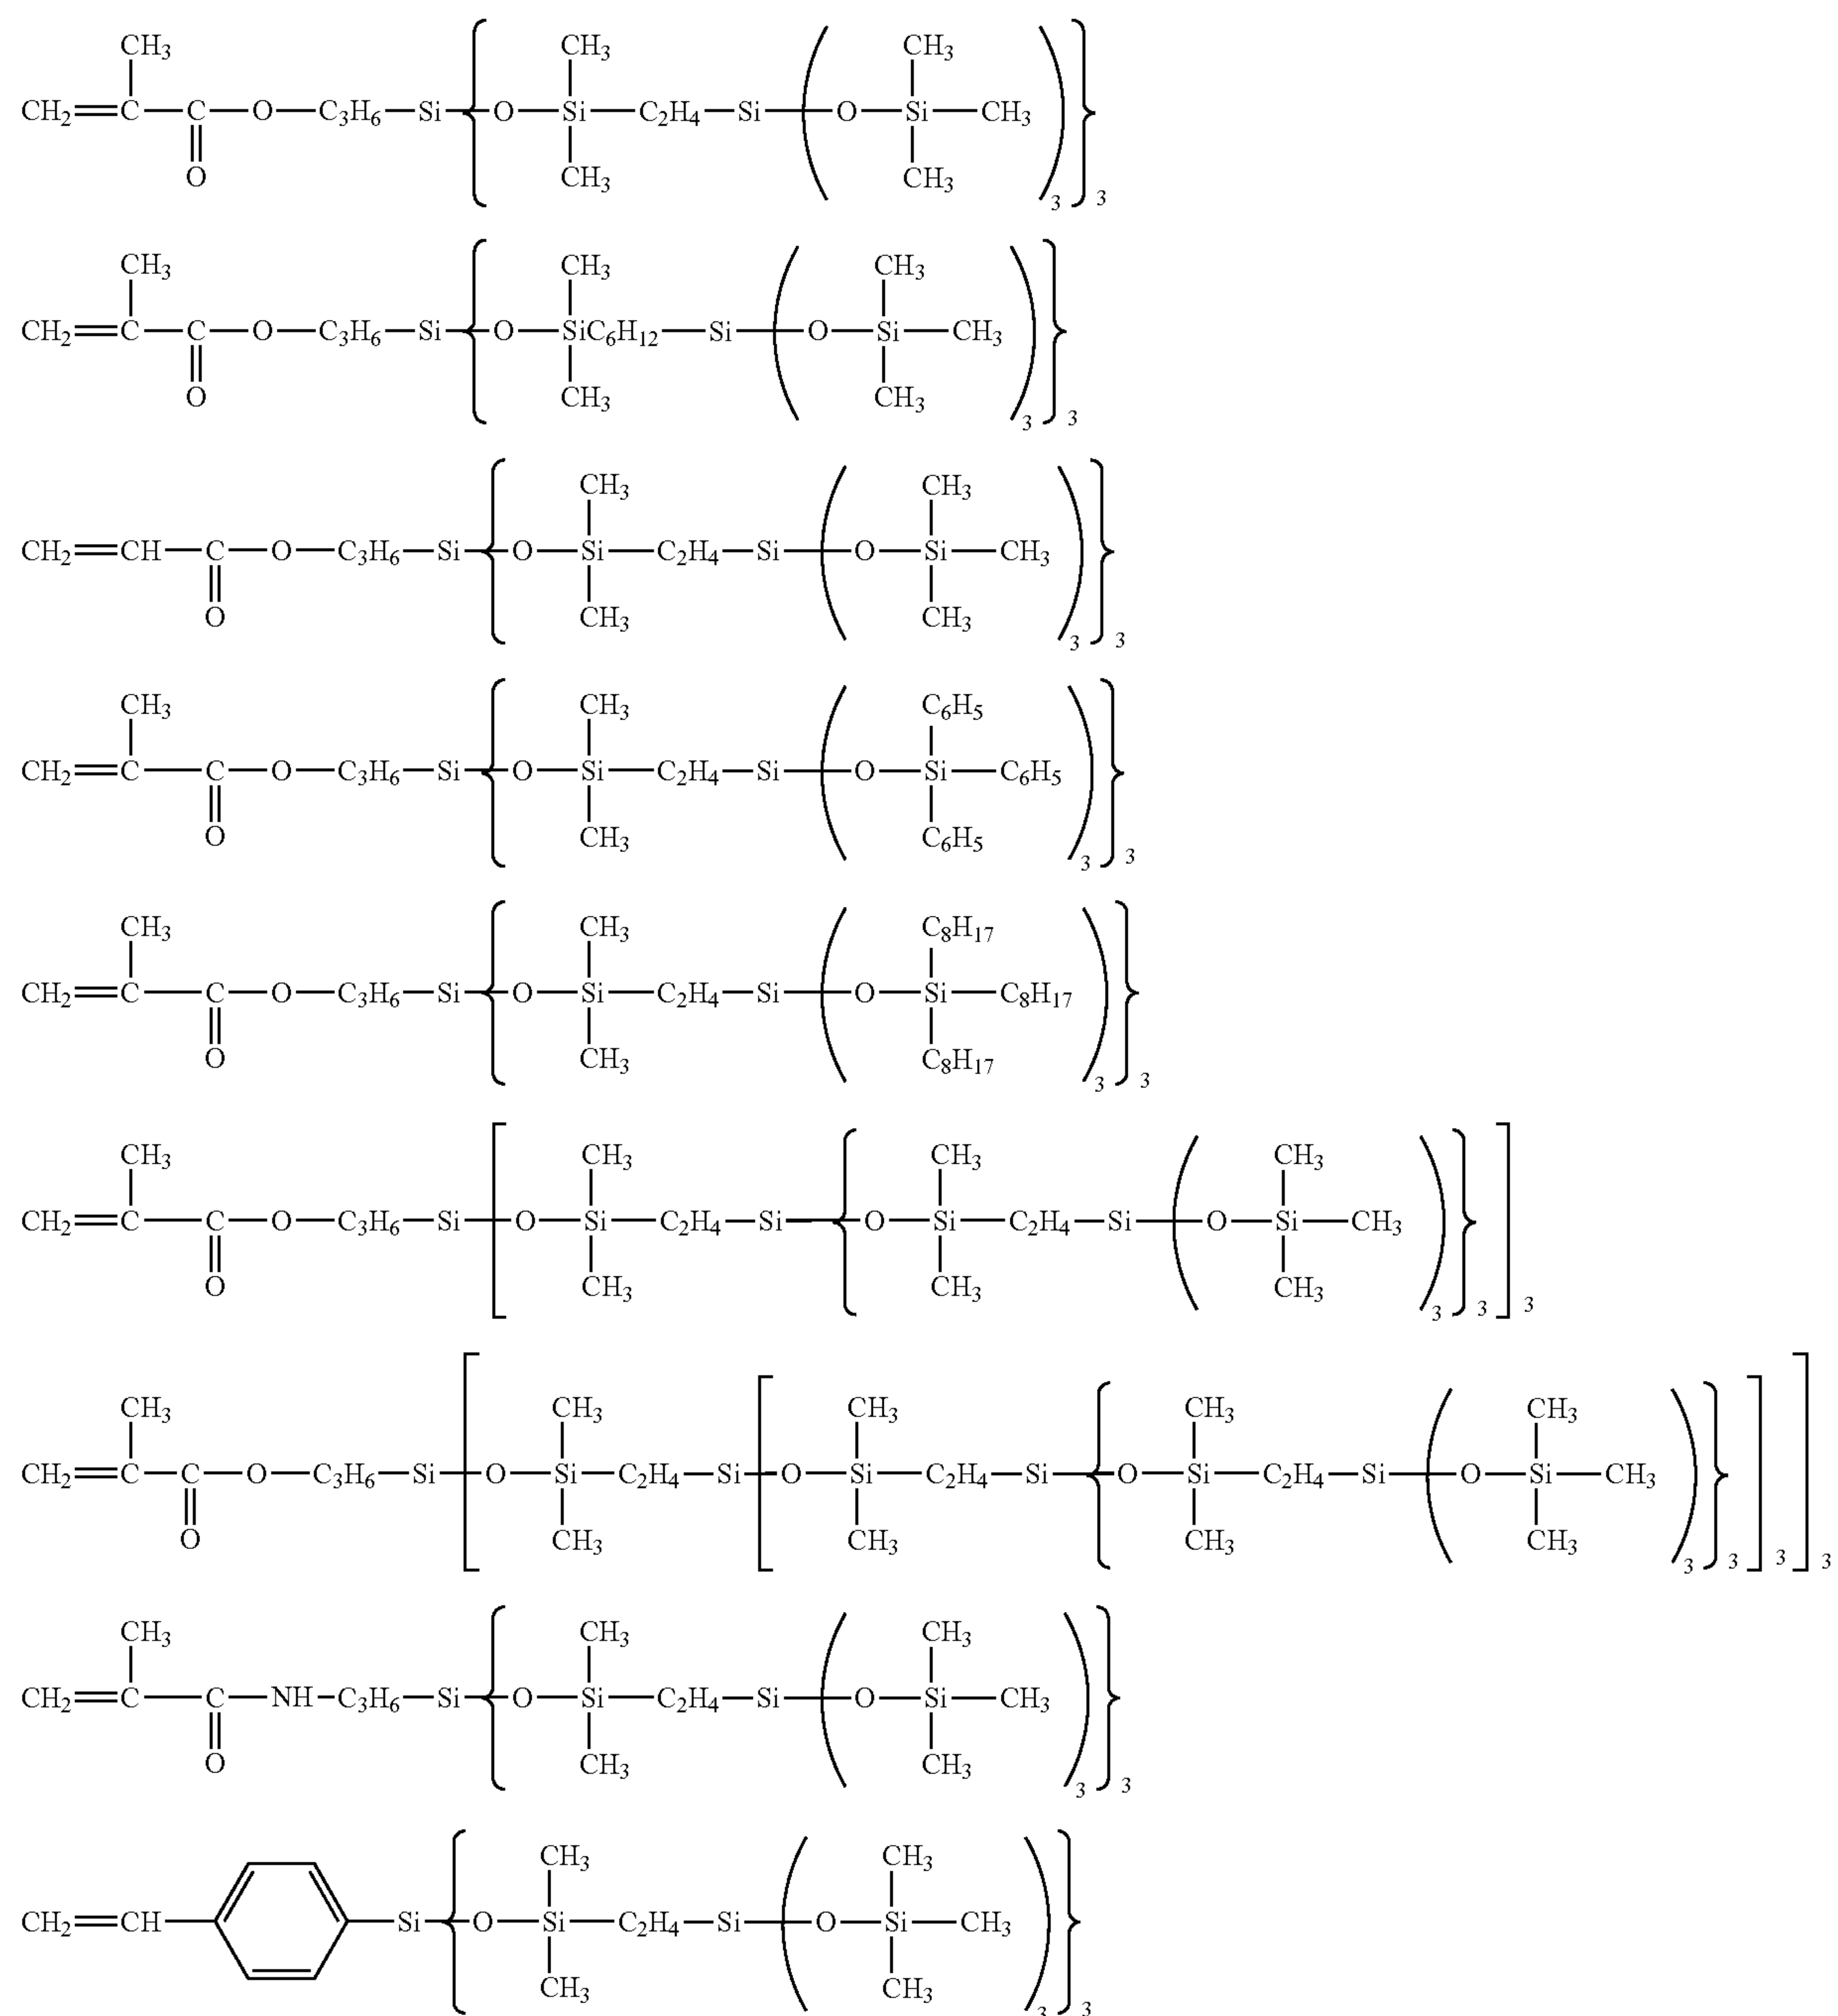 CH3 CH3 CH3
CH2=C—C—O—C3H6—Si{O—Si—C2H4—Si(O—Si—CH3)3}3
O CH3 CH3
CH3 CH3 CH3
CH2=C—C—O—C3H6—Si{O—SiC6H12—Si(O—Si—CH3)3}3
O CH3 CH3
CH3 CH3
CH2=CH—C—O—C3H6—Si{O—Si—C2H4—Si(O—Si—CH3)3}3
O CH3 CH3
CH3 CH3 C6H5
CH2=C—C—O—C3H6—Si{O—Si—C2H4—Si(O—Si—C6H5)3}3
O CH3 C6H5
CH3 CH3 C8H17
CH2=C—C—O—C3H6—Si{O—Si—C2H4—Si(O—Si—C8H17)3}3
O CH3 C8H17
CH3 CH3 CH3 CH3
CH2=C—C—O—C3H6—Si[O—Si—C2H4—Si{O—Si—C2H4—Si(O—Si—CH3)3}3]3
O CH3 CH3 CH3
CH3 CH3 CH3 CH3 CH3
CH2=C—C—O—C3H6—Si[O—Si—C2H4—Si[O—Si—C2H4—Si{O—Si—C2H4—Si(O—Si—CH3)3}3]3]3
O CH3 CH3 CH3 CH3
CH3 CH3 CH3
CH2=C—C—NH—C3H6—Si{O—Si—C2H4—Si(O—Si—CH3)3}3
O CH3 CH3
CH3 CH3
CH2=CH—Si{O—Si—C2H4—Si(O—Si—CH3)3}3
CH3 CH3